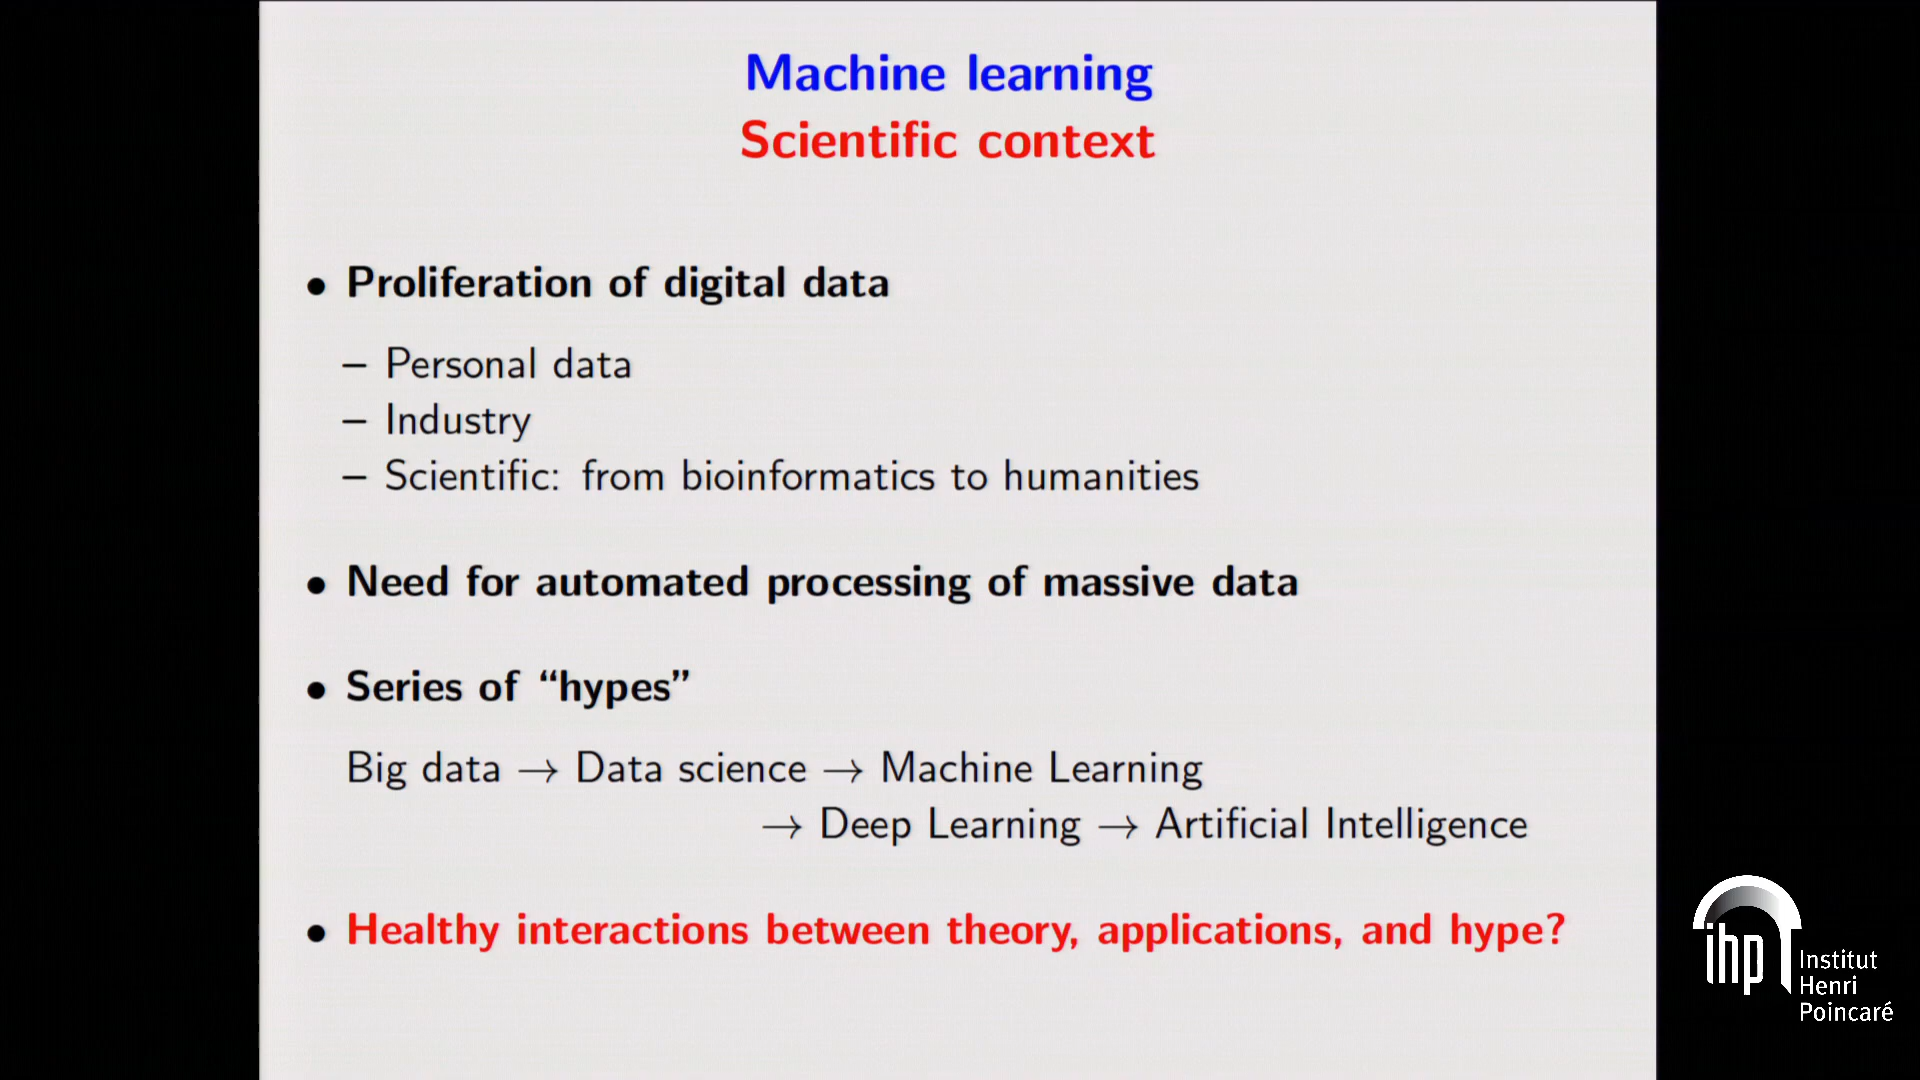 Machine learning
Scientific context
• Proliferation of digital data
– Personal data
– Industry
– Scientific: from bioinformatics to humanities
• Need for automated processing of massive data
• Series of “hypes”
Big data → Data science → Machine Learning
→ Deep Learning → Artificial Intelligence
• Healthy interactions between theory, applications, and hype?
ihp
Institut
Henri
Poincaré